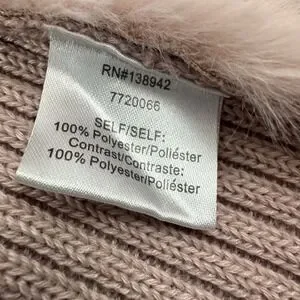 RN#138942
7720066
SELF/SELF:
100% Polyester/Poliéster
Contrast/Contraste:
100% Polyester/Poliéster